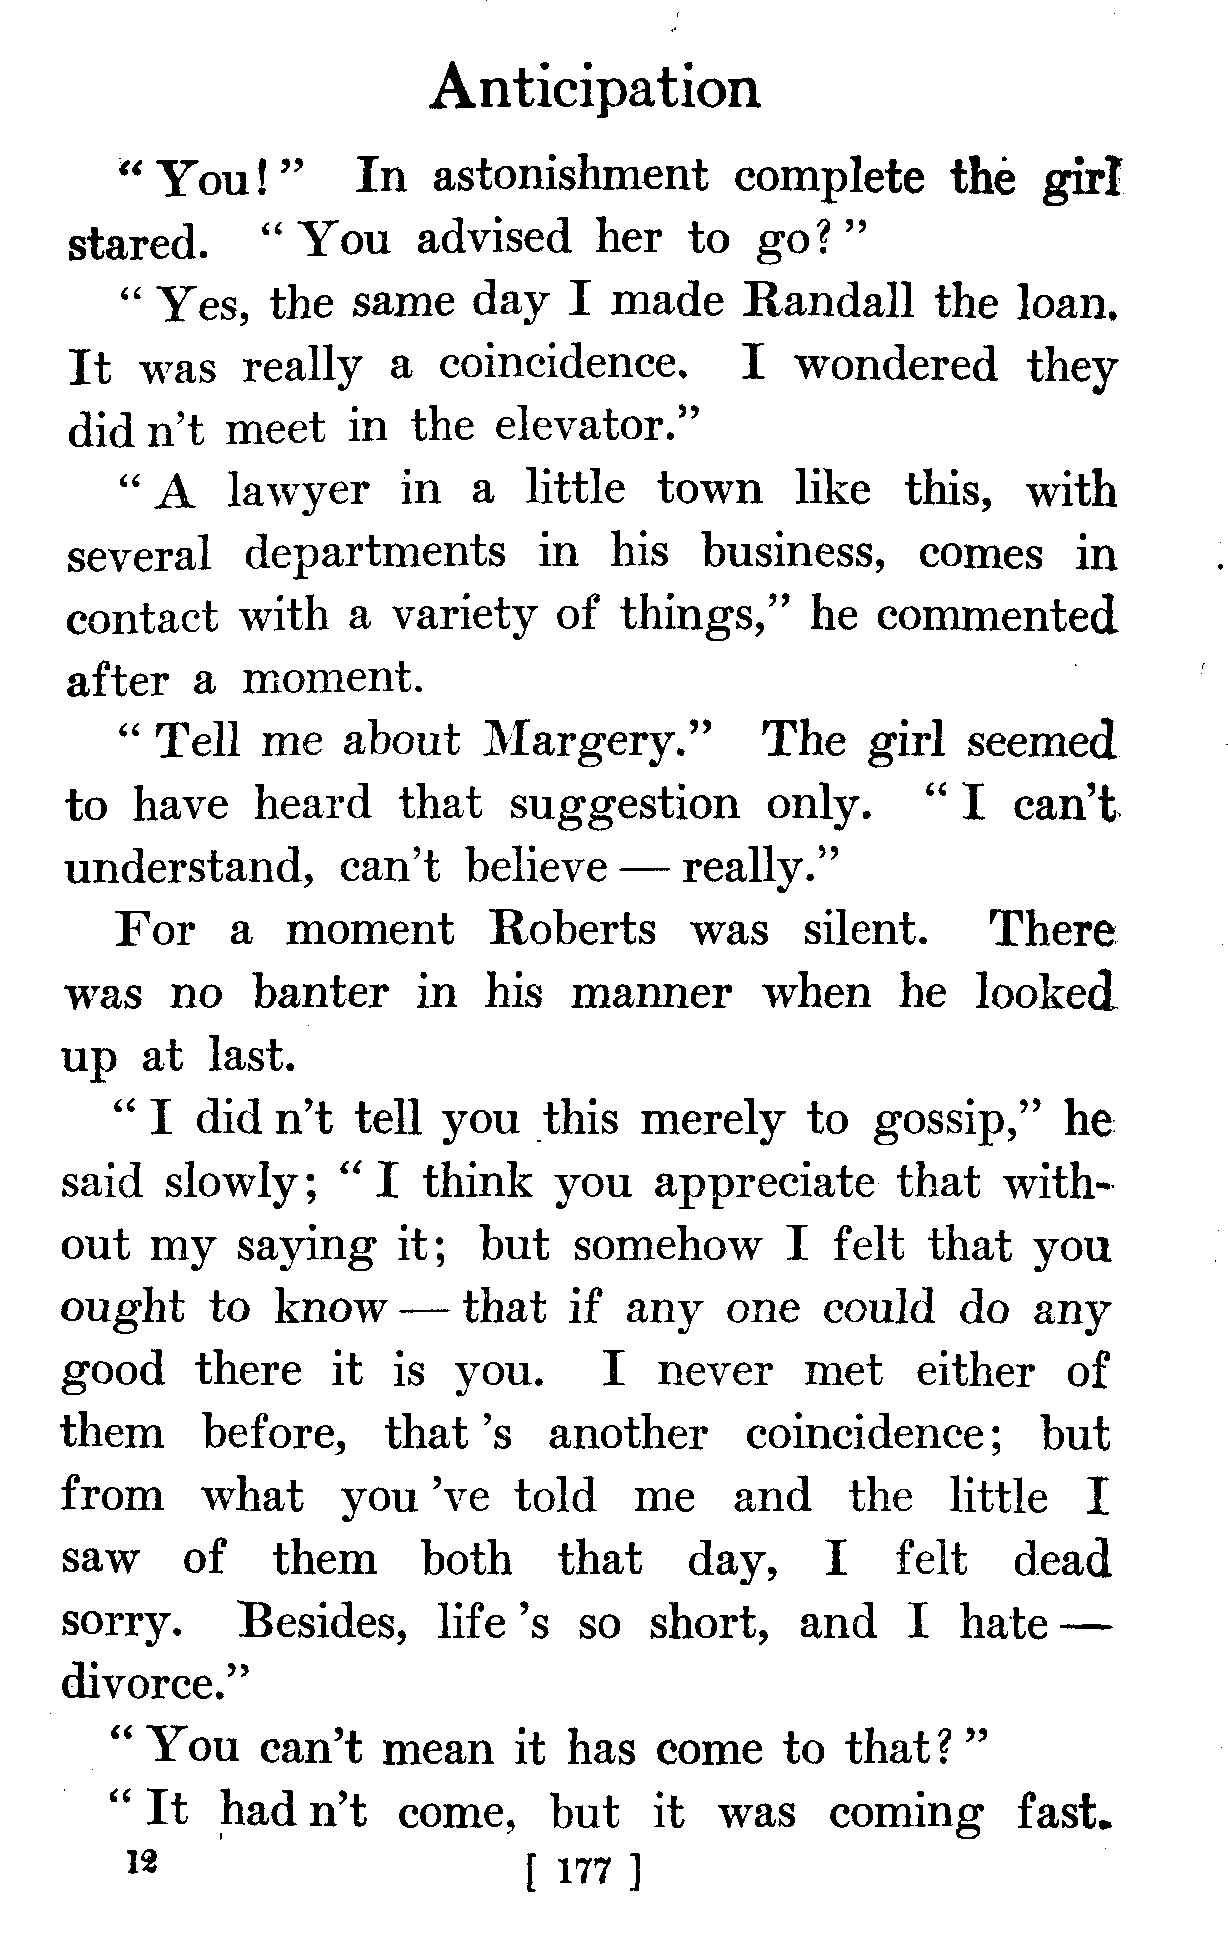 Anticipation
“ You! ” In astonishment complete the girl
stared. “ You advised her to go? ”
“ Yes, the same day I made Randall the loan.
It was really a coincidence. I wondered they
did n’t meet in the elevator.”
“ A lawyer in a little town like this, with
several departments in his business, comes in
contact with a variety of things,” he commented
after a moment.
“ Tell me about Margery.” The girl seemed
to have heard that suggestion only. “ I can’t
understand, can’t believe — really.”
For a moment Roberts was silent. There
was no banter in his manner when he looked
up at last.
“ I did n’t tell you this merely to gossip,” he
said slowly; “ I think you appreciate that with-
out my saying it; but somehow I felt that you
ought to know — that if any one could do any
good there it is you. I never met either of
them before, that ’s another coincidence; but
from what you ’ve told me and the little I
saw of them both that day, I felt dead
sorry. Besides, life ’s so short, and I hate —
divorce.”
“ You can’t mean it has come to that? ”
“ It had n’t come, but it was coming fast.
12 [ 177 ]